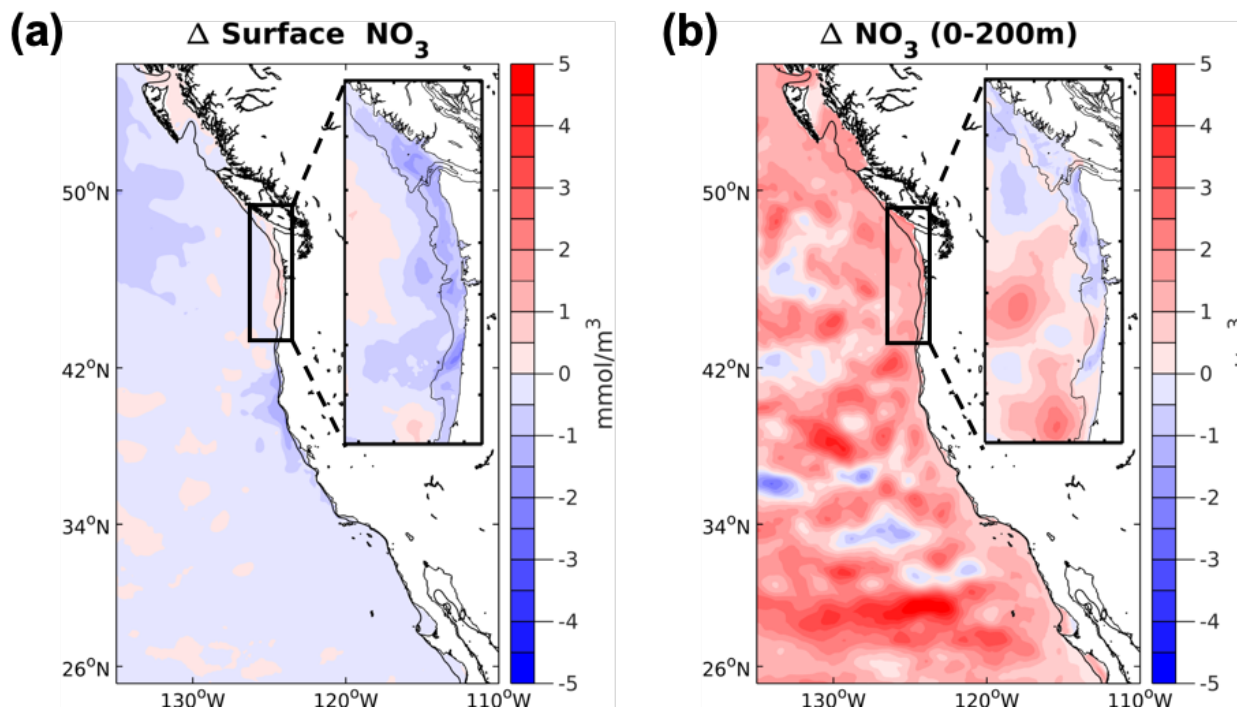 (a)
Δ Surface NO₃
50°N
42°N
34°N
26°N
130°W
120°W
110°W
5
4
3
2
1
0
-1
-2
-3
-4
-5
mmol/m³
(b)
Δ NO₃ (0-200m)
50°N
42°N
34°N
26°N
130°W
120°W
110°W
5
4
3
2
1
0
-1
-2
-3
-4
-5